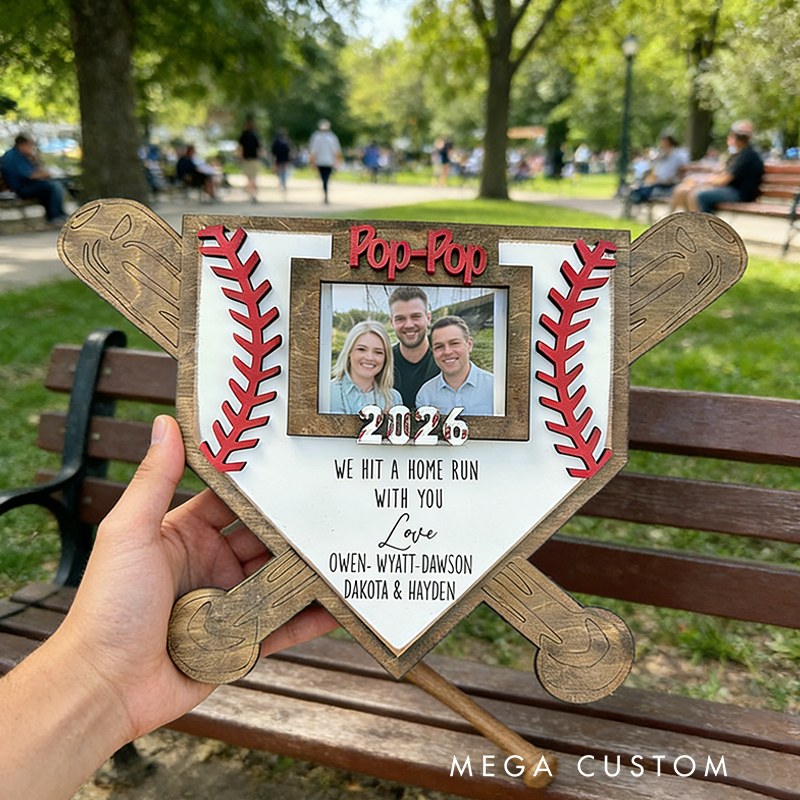 Pop-Pop
2026
WE HIT A HOME RUN
WITH YOU
Love
OWEN- WYATT-DAWSON
DAKOTA & HAYDEN
MEGA CUSTOM